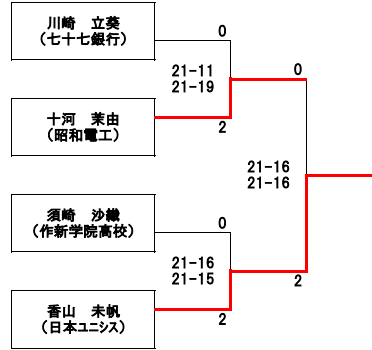 川崎　立葵
（七十七銀行）
0
21-11
21-19
0
十河　茉由
（昭和電工）
2
21-16
21-16
須崎　沙織
（作新学院高校）
0
21-16
21-15
2
香山　未帆
（日本ユニシス）
2